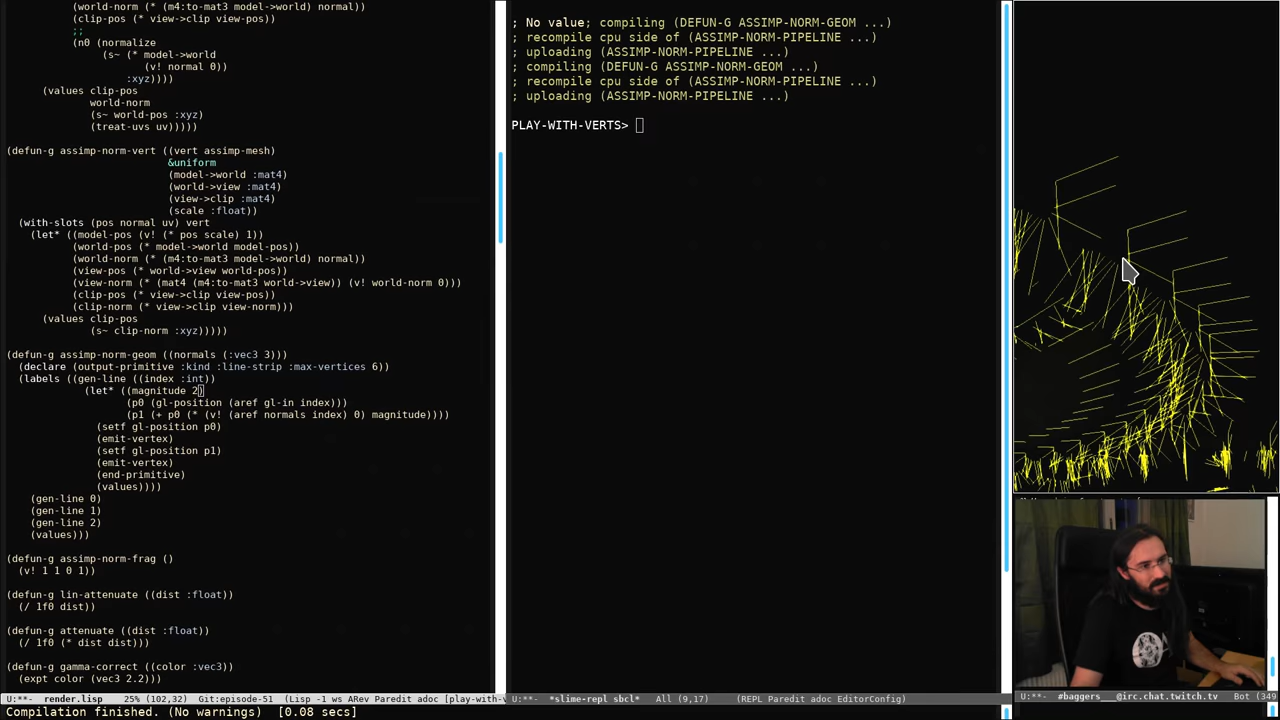 (world-norm (* (m4:to-mat3 model->world) normal))
(clip-pos (* view->clip view-pos))
;;
(n0 (normalize
(s~ (* model->world
(v! normal 0))
:xyz))))
(values clip-pos
world-norm
(s~ world-pos :xyz)
(treat-uvs uv)))))
(defun-g assimp-norm-vert ((vert assimp-mesh)
&uniform
(model->world :mat4)
(world->view :mat4)
(view->clip :mat4)
(scale :float))
(with-slots (pos normal uv) vert
(let* ((model-pos (v! (* pos scale) 1))
(world-pos (* model->world model-pos))
(world-norm (* (m4:to-mat3 model->world) normal))
(view-pos (* world->view world-pos))
(view-norm (* (mat4 (m4:to-mat3 world->view)) (v! world-norm 0)))
(clip-pos (* view->clip view-pos))
(clip-norm (* view->clip view-norm)))
(values clip-pos
(s~ clip-norm :xyz)))))
(defun-g assimp-norm-geom ((normals (:vec3 3)))
(declare (output-primitive :kind :line-strip :max-vertices 6))
(labels ((gen-line ((index :int))
(let* ((magnitude 2)
(p0 (gl-position (aref gl-in index)))
(p1 (+ p0 (* (v! (aref normals index) 0) magnitude))))
(setf gl-position p0)
(emit-vertex)
(setf gl-position p1)
(emit-vertex)
(end-primitive)
(values))))
(gen-line 0)
(gen-line 1)
(gen-line 2)
(values)))
(defun-g assimp-norm-frag ()
(v! 1 1 0 1))
(defun-g lin-attenuate ((dist :float))
(/ 1f0 dist))
(defun-g attenuate ((dist :float))
(/ 1f0 (* dist dist)))
(defun-g gamma-correct ((color :vec3))
(expt color (vec3 2.2)))
U:**- render.lisp 25% (102,32) Git:episode-51 (Lisp -1 ws ARev Paredit adoc [play-with-v
Compilation finished. (No warnings) [0.08 secs]
; No value; compiling (DEFUN-G ASSIMP-NORM-GEOM ...)
; recompile cpu side of (ASSIMP-NORM-PIPELINE ...)
; uploading (ASSIMP-NORM-PIPELINE ...)
; compiling (DEFUN-G ASSIMP-NORM-GEOM ...)
; recompile cpu side of (ASSIMP-NORM-PIPELINE ...)
; uploading (ASSIMP-NORM-PIPELINE ...)
PLAY-WITH-VERTS>
U:**- *slime-repl sbcl* All (9,17) (REPL Paredit adoc EditorConfig)
U:**- #baggers___@irc.chat.twitch.tv Bot (349